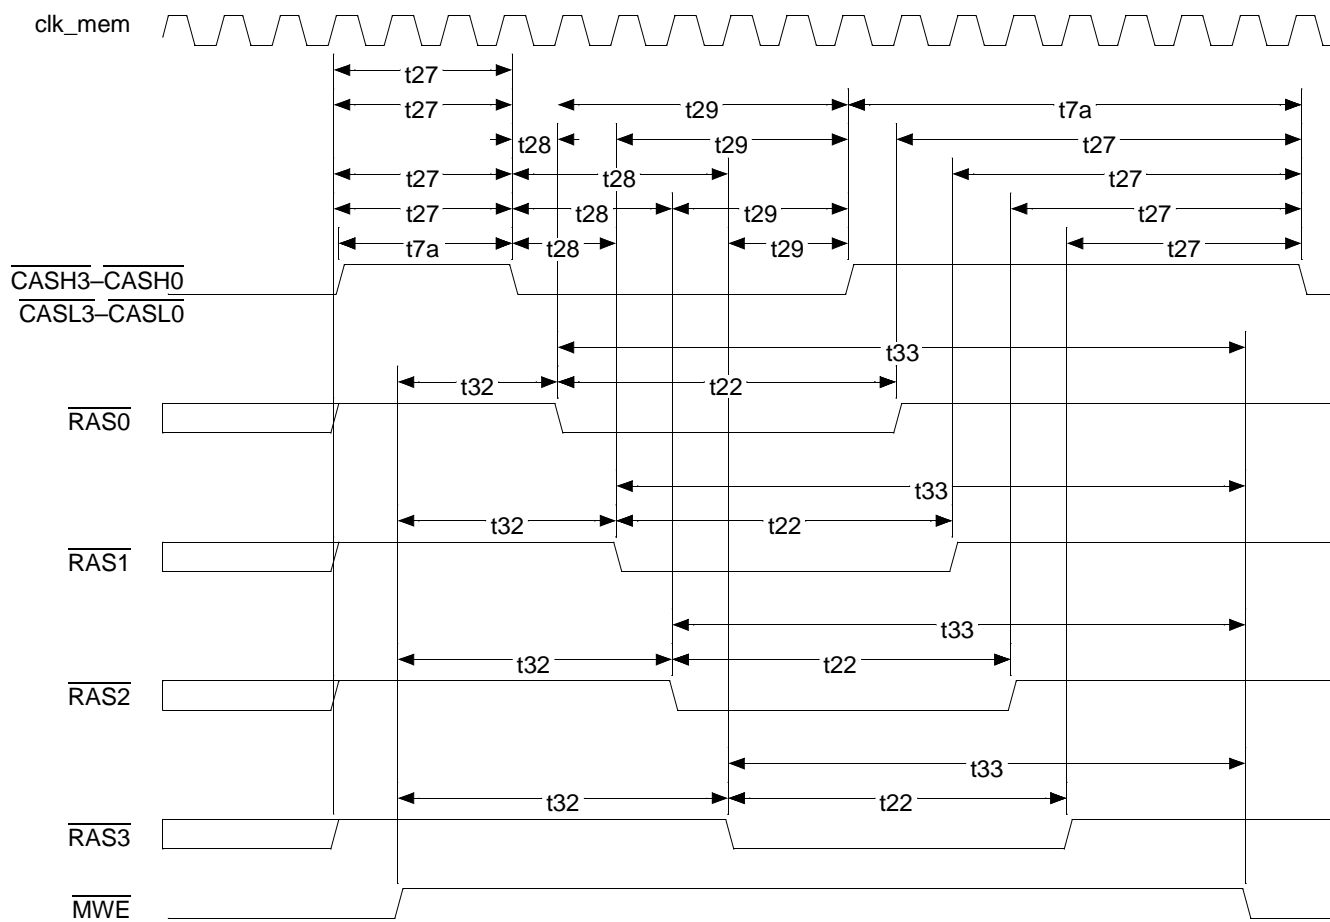 clk_mem
t27
t27 t29 t7a
t28 t29 t27
t27 t28 t27
t27 t28 t29 t27
t7a t28 t29 t27
CASH3–CASH0
CASL3–CASL0
t33
t32 t22
RAS0
t33
t32 t22
RAS1
t33
t32 t22
RAS2
t33
t32 t22
RAS3
MWE